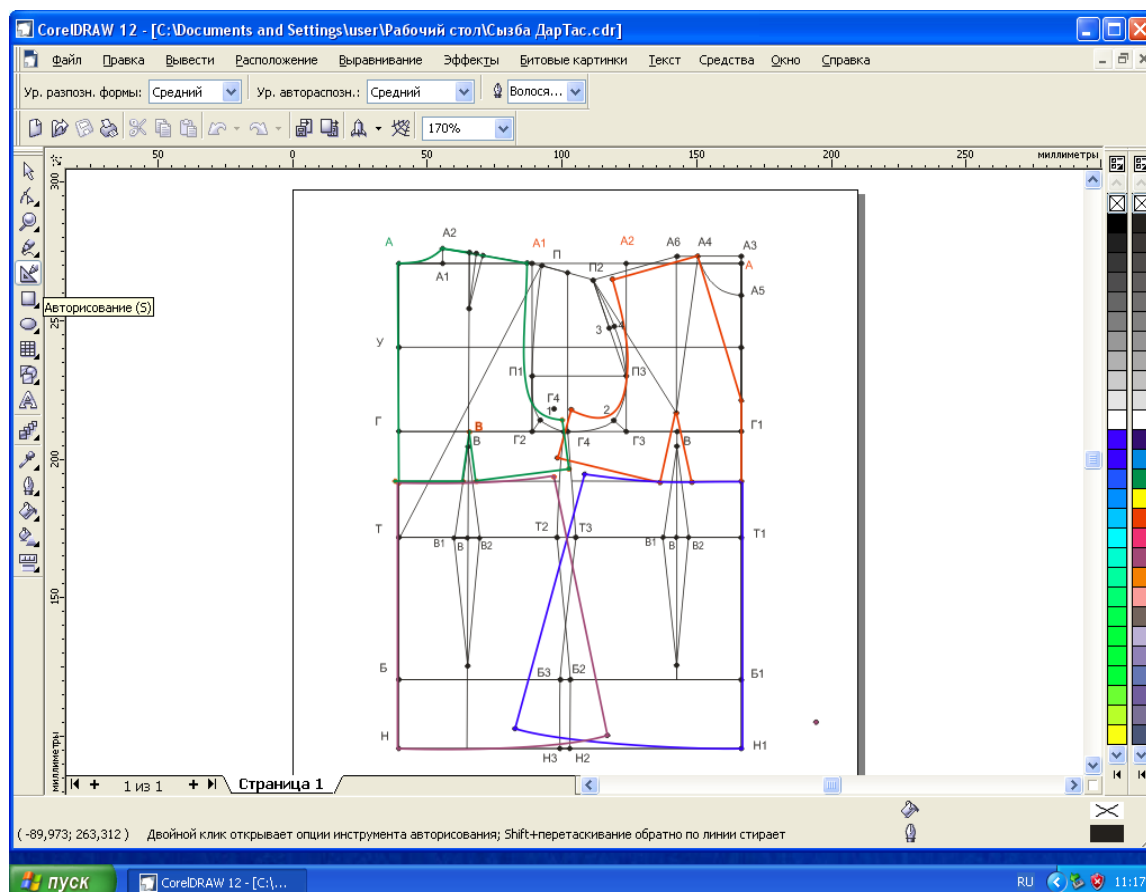 CorelDRAW 12 - [C:\Documents and Settings\user\Рабочий стол\Сызба ДарТас.cdr]
Файл Правка Вывести Расположение Выравнивание Эффекты Битовые картинки Текст Средства Окно Справка
Ур. разпозн. формы: Средний Ур. автораспозн.: Средний Волося...
170%
50 0 50 100 150 200 250 миллиметры
300
А А2 А1 П А2 А6 А4 А3
А1 П2 А
А5
Авторисование (S)
3 4
У
П1 П3
Г4
Г 1 2 Г1
В
Г2 Г4 Г3
В В
200
Т Т2 Т3 Т1
В1 В В2 В1 В В2
150
Б Б3 Б2 Б1
Н Н1
Н3 Н2
миллиметры
1 из 1 Страница 1
( -89,973; 263,312 ) Двойной клик открывает опции инструмента авторисования; Shift+перетаскивание обратно по линии стирает
пуск CorelDRAW 12 - [C:\... RU 11:17